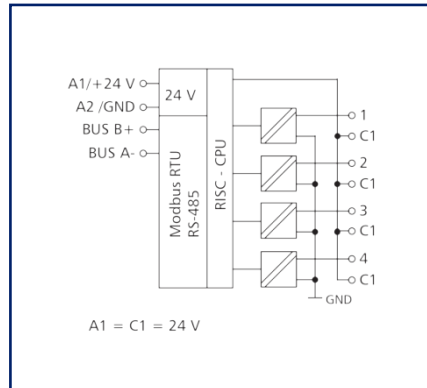 A1/+24 V
A2 /GND
BUS B+
BUS A-
24 V
Modbus RTU
RS-485
RISC - CPU
1
C1
2
C1
3
C1
4
C1
GND
A1 = C1 = 24 V